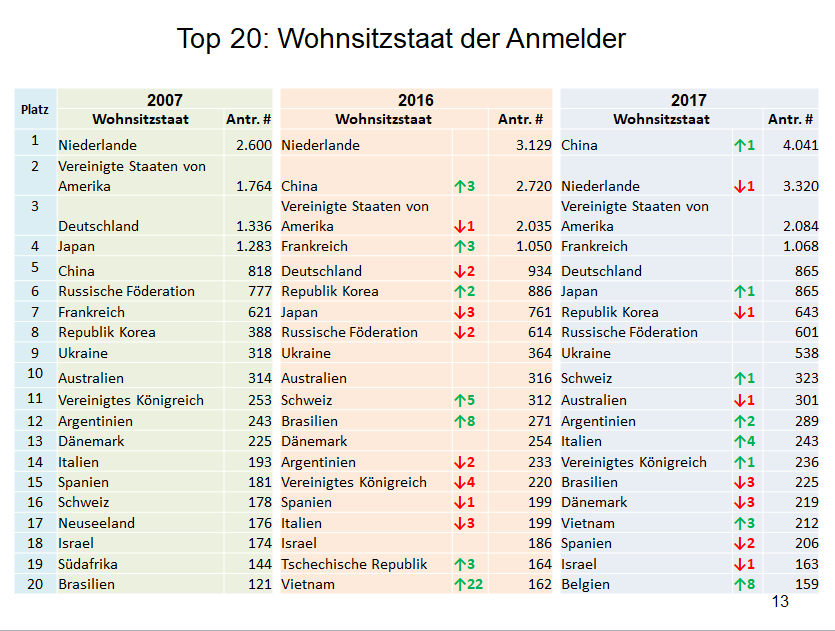 Top 20: Wohnsitzstaat der Anmelder
Platz 2007 2016 2017
Wohnsitzstaat Antr. # Wohnsitzstaat Antr. # Wohnsitzstaat Antr. #
1 Niederlande 2.600 Niederlande 3.129 China ↑1 4.041
2 Vereinigte Staaten von
Amerika 1.764 China ↑3 2.720 Niederlande ↓1 3.320
3 Vereinigte Staaten von Vereinigte Staaten von
Deutschland 1.336 Amerika ↓1 2.035 Amerika 2.084
4 Japan 1.283 Frankreich ↑3 1.050 Frankreich 1.068
5 China 818 Deutschland ↓2 934 Deutschland 865
6 Russische Föderation 777 Republik Korea ↑2 886 Japan ↑1 865
7 Frankreich 621 Japan ↓3 761 Republik Korea ↓1 643
8 Republik Korea 388 Russische Föderation ↓2 614 Russische Föderation 601
9 Ukraine 318 Ukraine 364 Ukraine 538
10 Australien 314 Australien 316 Schweiz ↑1 323
11 Vereinigtes Königreich 253 Schweiz ↑5 312 Australien ↓1 301
12 Argentinien 243 Brasilien ↑8 271 Argentinien ↑2 289
13 Dänemark 225 Dänemark 254 Italien ↑4 243
14 Italien 193 Argentinien ↓2 233 Vereinigtes Königreich ↑1 236
15 Spanien 181 Vereinigtes Königreich ↓4 220 Brasilien ↓3 225
16 Schweiz 178 Spanien ↓1 199 Dänemark ↓3 219
17 Neuseeland 176 Italien ↓3 199 Vietnam ↑3 212
18 Israel 174 Israel 186 Spanien ↓2 206
19 Südafrika 144 Tschechische Republik ↑3 164 Israel ↓1 163
20 Brasilien 121 Vietnam ↑22 162 Belgien ↑8 159
13